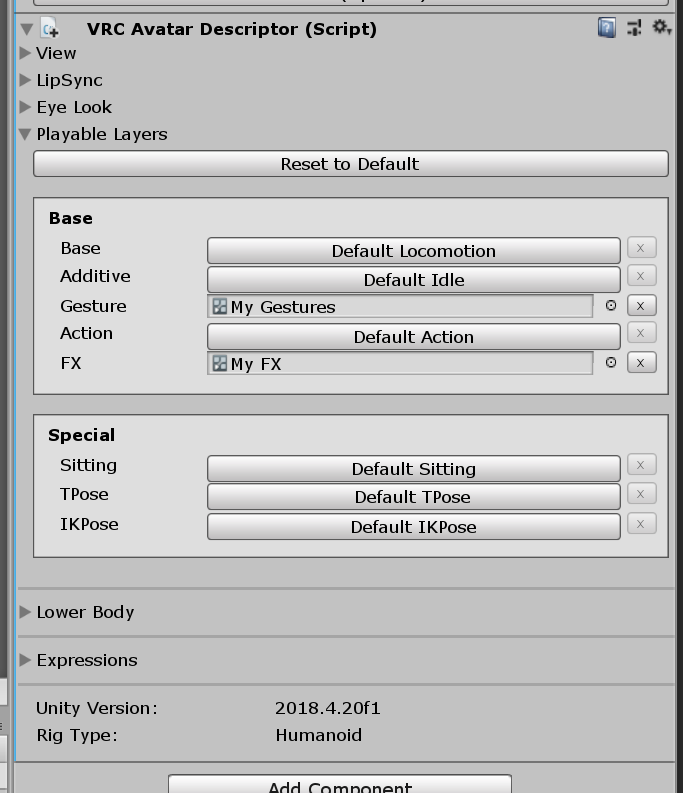 VRC Avatar Descriptor (Script)
View
LipSync
Eye Look
Playable Layers
Reset to Default
Base
Base Default Locomotion x
Additive Default Idle x
Gesture My Gestures x
Action Default Action x
FX My FX x
Special
Sitting Default Sitting x
TPose Default TPose x
IKPose Default IKPose x
Lower Body
Expressions
Unity Version: 2018.4.20f1
Rig Type: Humanoid
Add Component